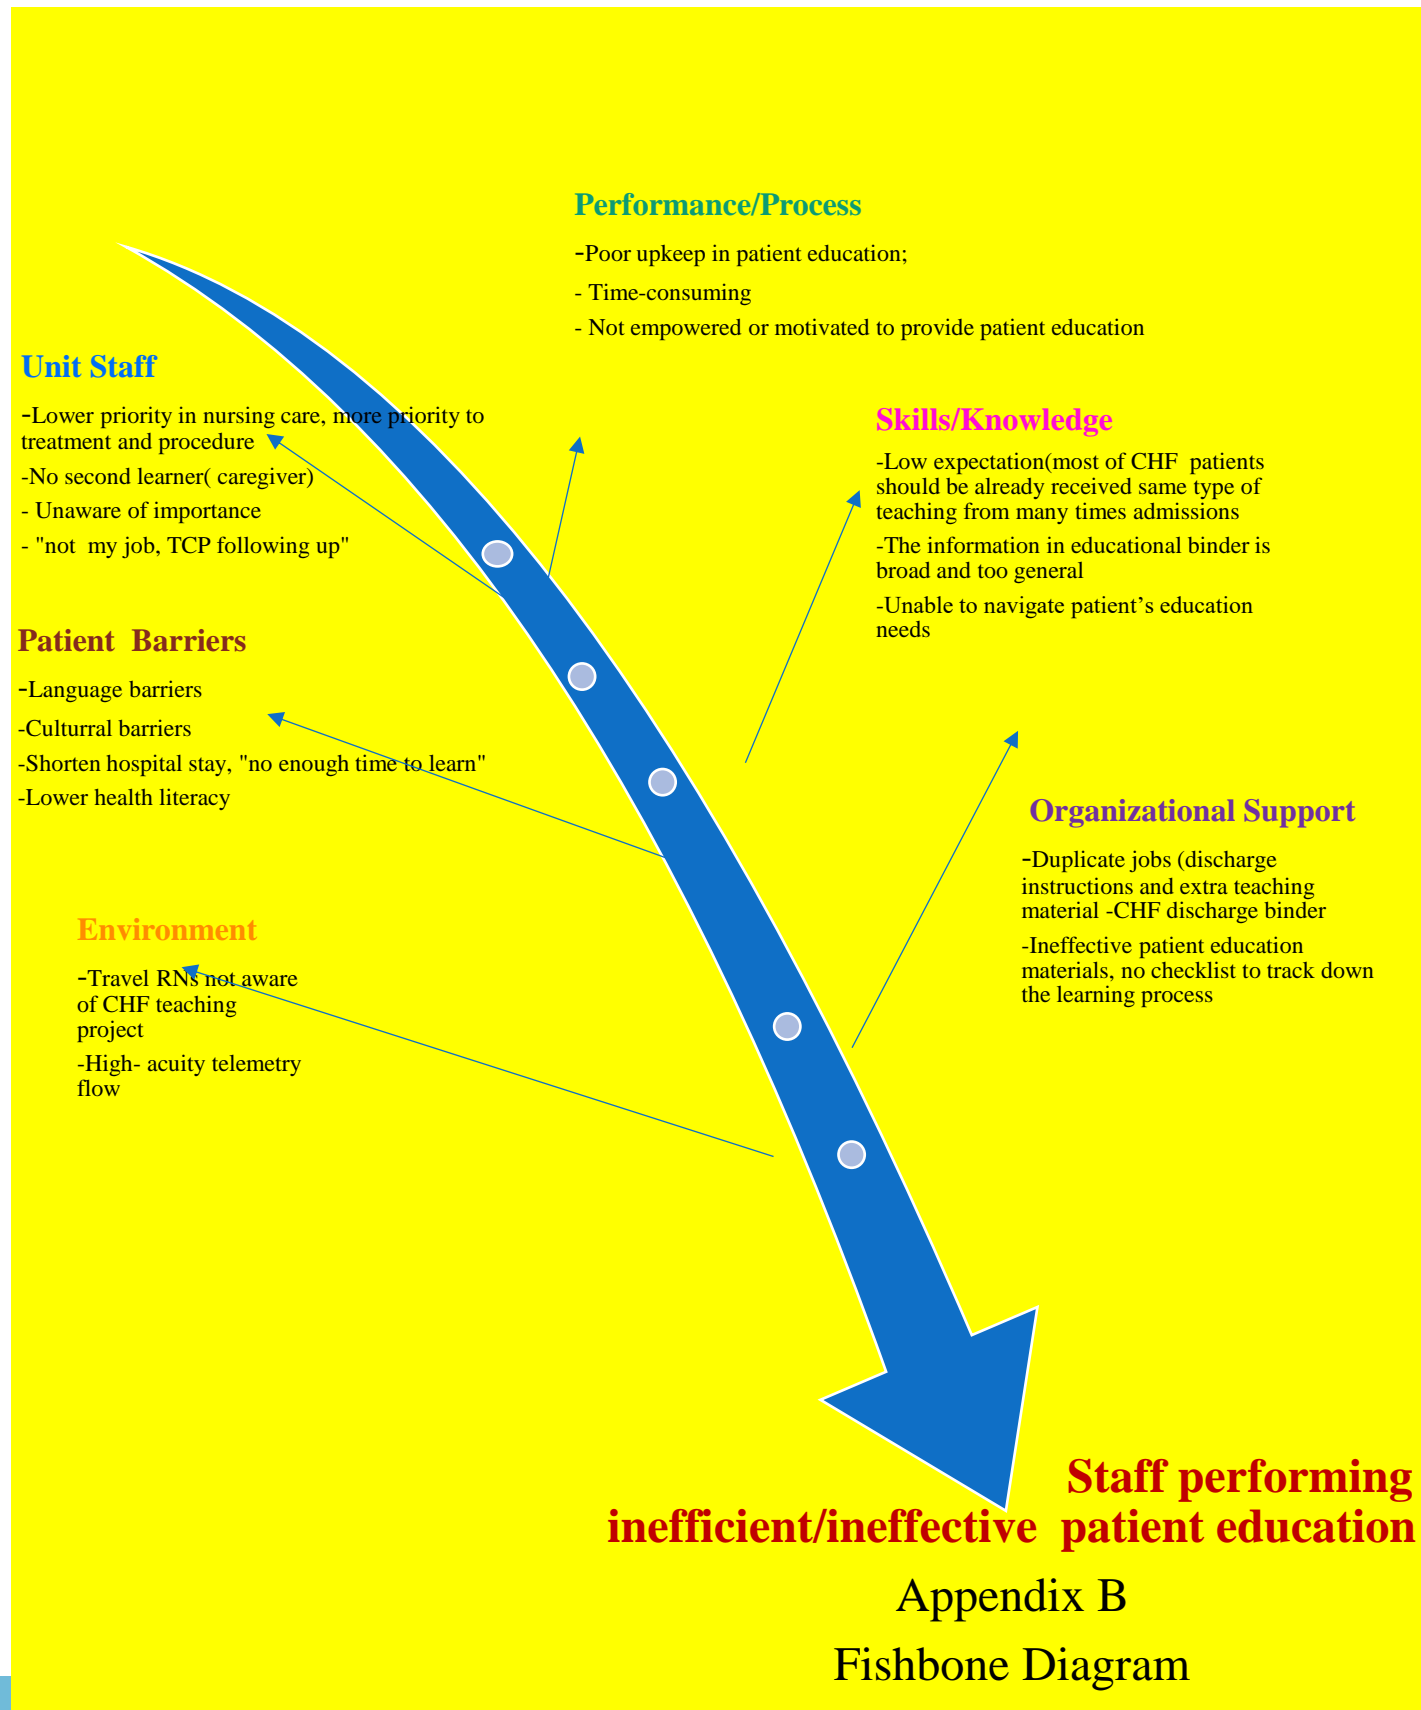 Performance/Process
-Poor upkeep in patient education;
- Time-consuming
- Not empowered or motivated to provide patient education
Unit Staff
-Lower priority in nursing care, more priority to
treatment and procedure
-No second learner( caregiver)
- Unaware of importance
- "not my job, TCP following up"
Skills/Knowledge
-Low expectation(most of CHF patients
should be already received same type of
teaching from many times admissions
-The information in educational binder is
broad and too general
-Unable to navigate patient’s education
needs
Patient Barriers
-Language barriers
-Culturral barriers
-Shorten hospital stay, "no enough time to learn"
-Lower health literacy
Organizational Support
-Duplicate jobs (discharge
instructions and extra teaching
material -CHF discharge binder
-Ineffective patient education
materials, no checklist to track down
the learning process
Environment
-Travel RNs not aware
of CHF teaching
project
-High- acuity telemetry
flow
Staff performing
inefficient/ineffective patient education
Appendix B
Fishbone Diagram